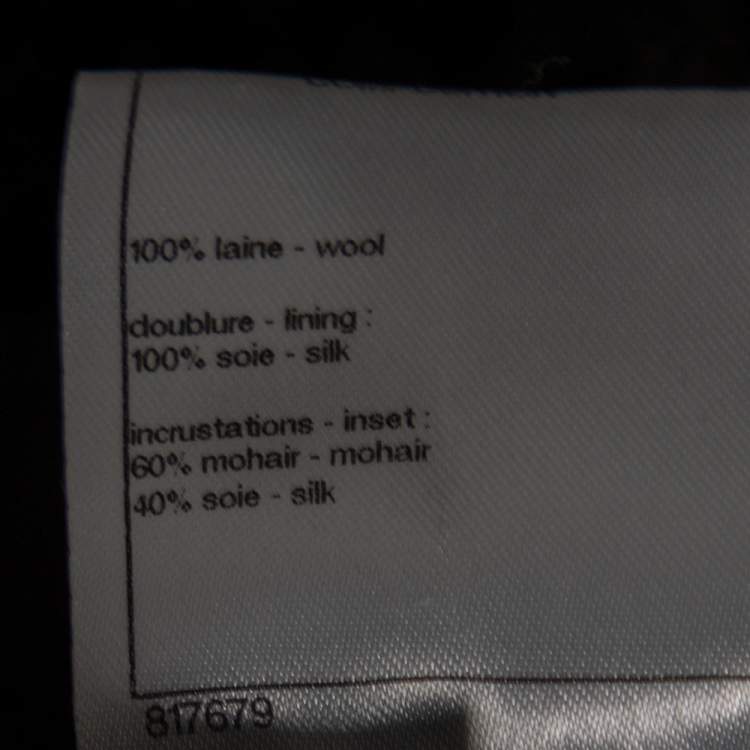 100% laine - wool
doublure - lining :
100% soie - silk
incrustations - inset :
60% mohair - mohair
40% soie - silk
817679